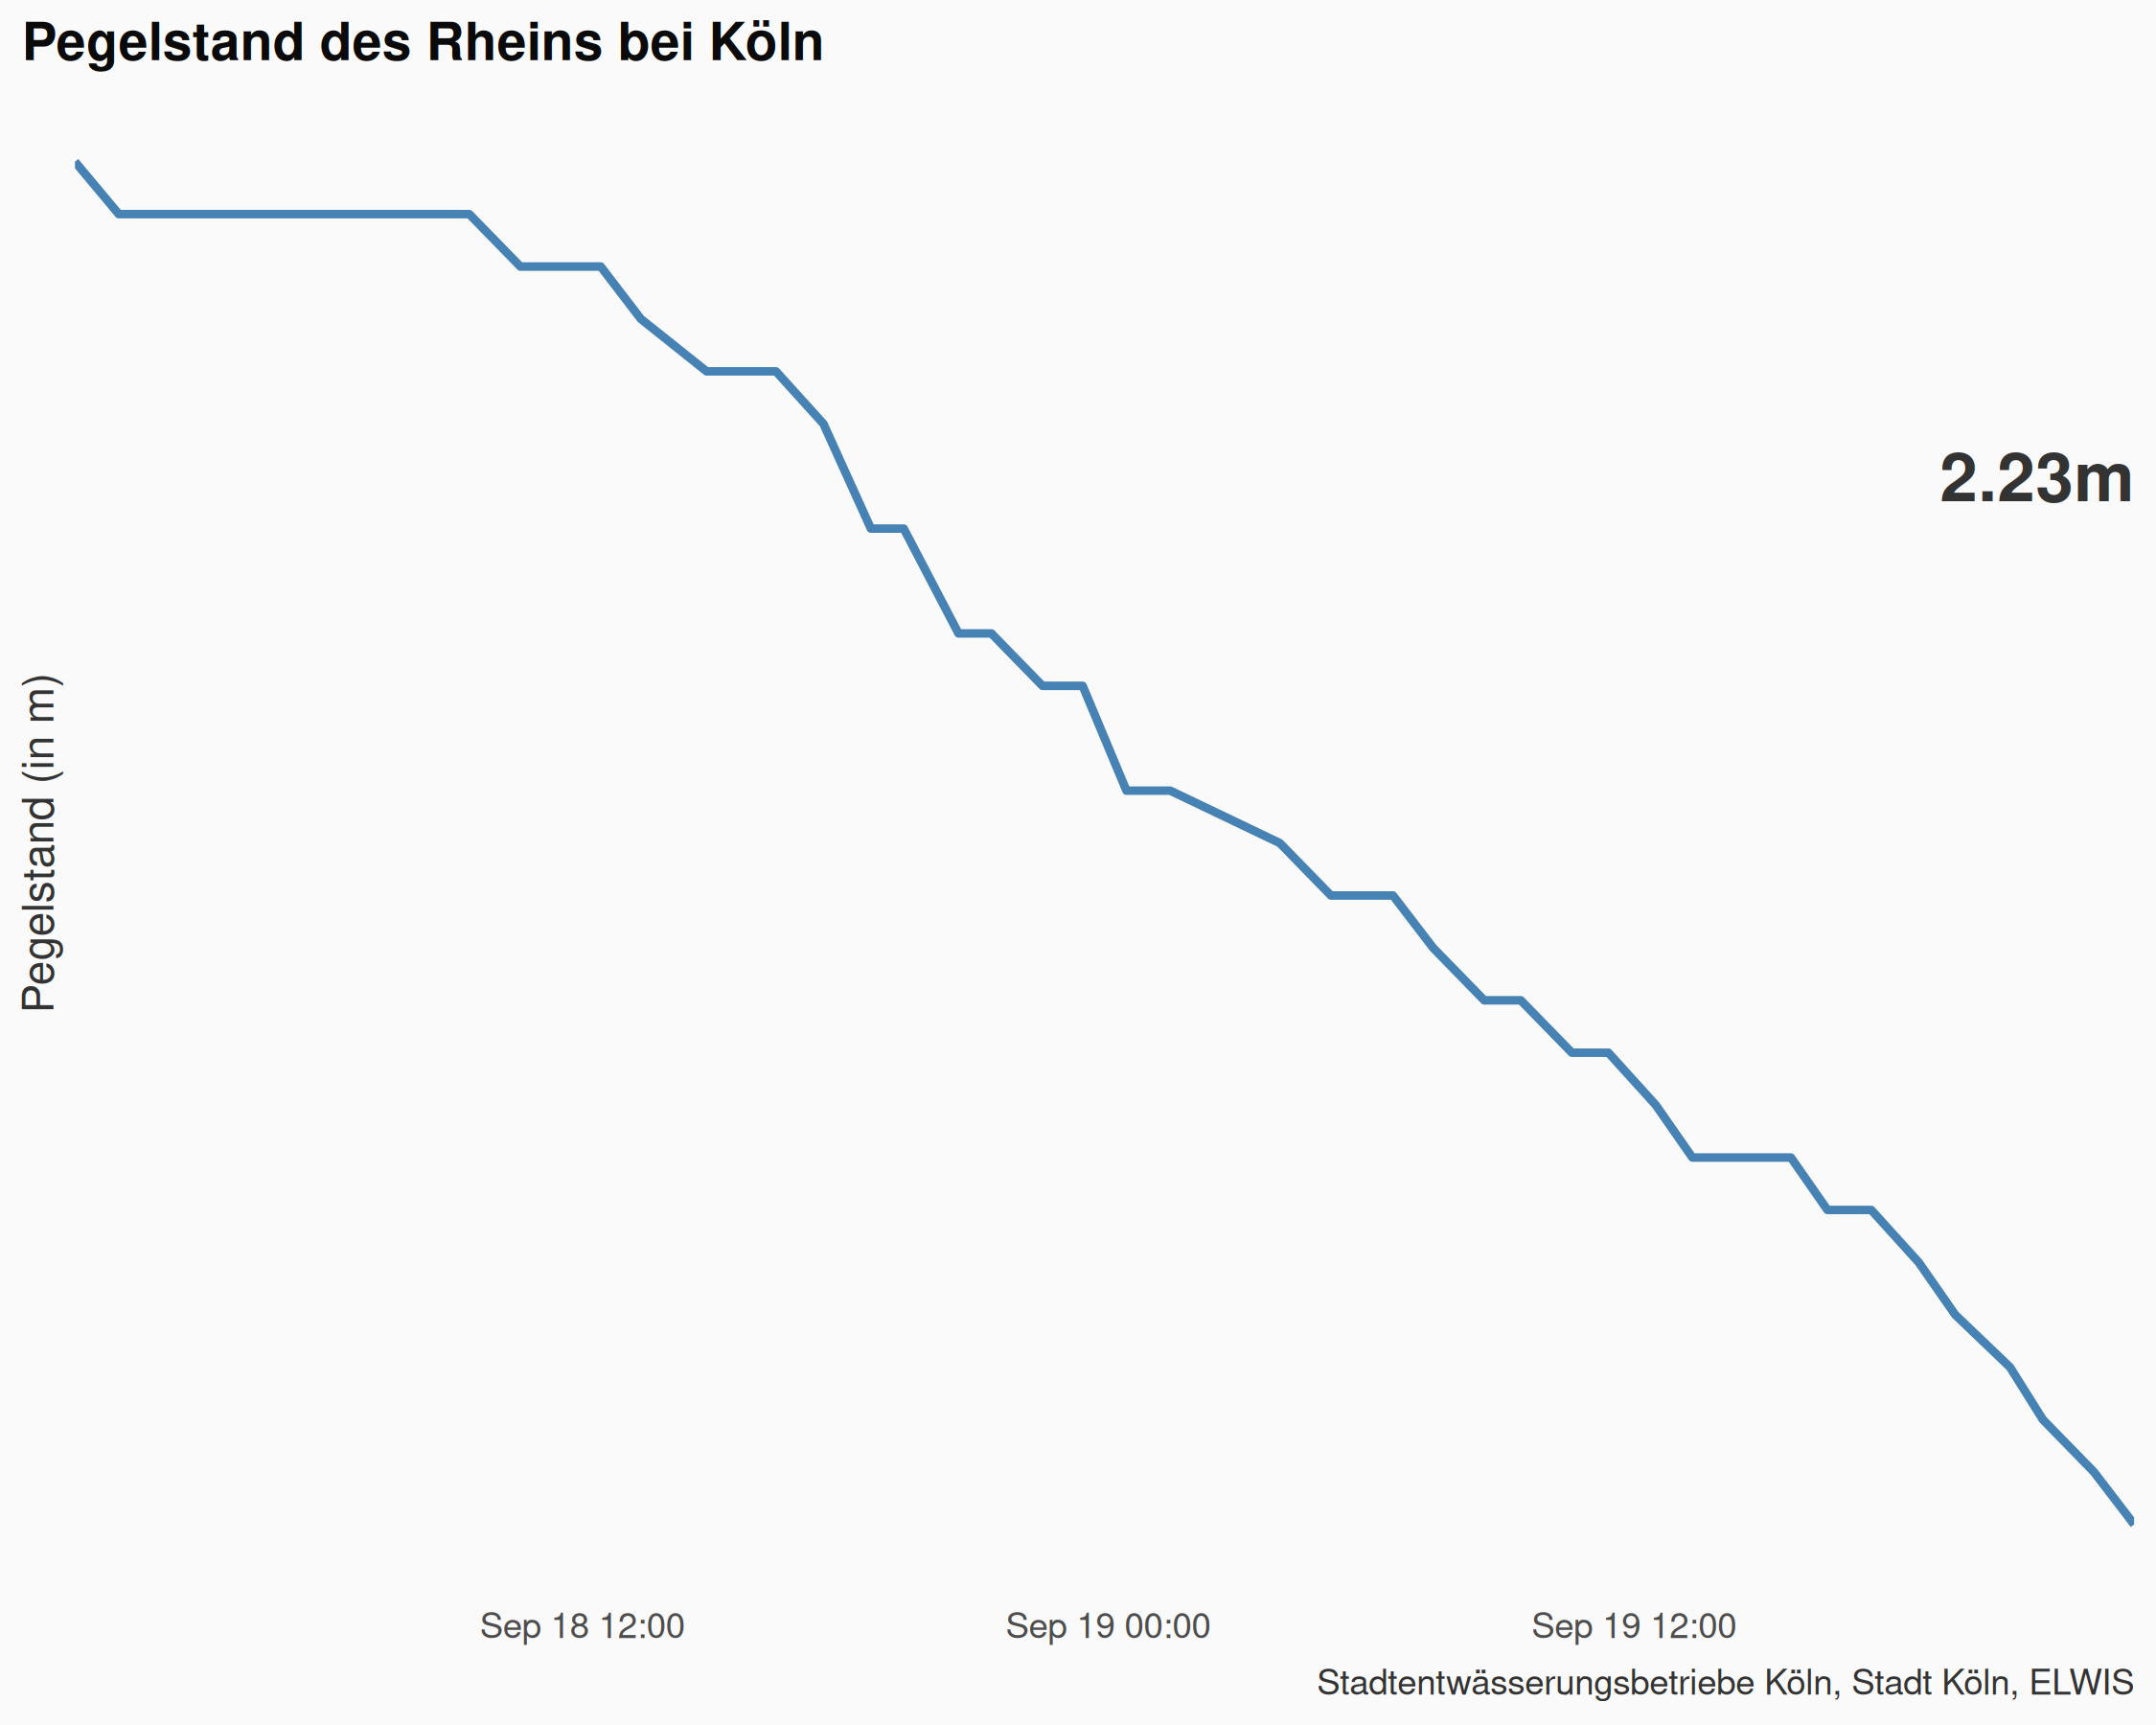 Pegelstand des Rheins bei Köln
2.23m
Pegelstand (in m)
Sep 18 12:00
Sep 19 00:00
Sep 19 12:00
Stadtentwässerungsbetriebe Köln, Stadt Köln, ELWIS